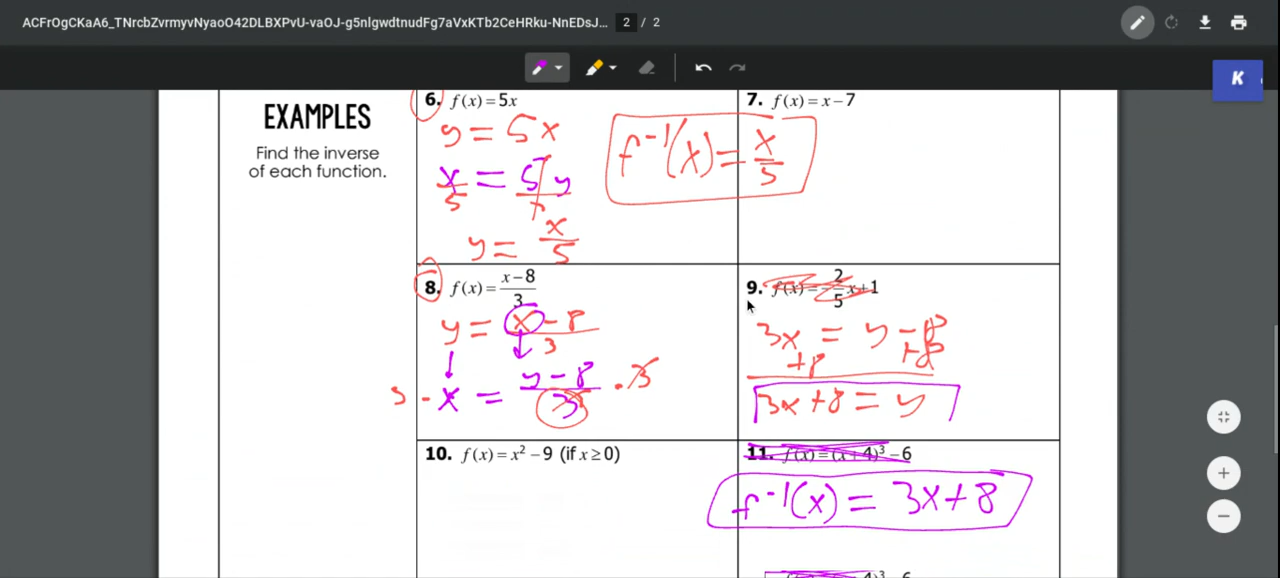 ACFrOgCKaA6_TNrcbZvrmyvNyaoO42DLBXPvU-vaOJ-g5nlgwdtnudFg7aVxKTb2CeHRku-NnEDsJ... 2 / 2
K
EXAMPLES
Find the inverse
of each function.
6. f(x) = 5x
y = 5x
x/5 = 5y
y = x/5
f⁻¹(x) = x/5
7. f(x) = x − 7
8. f(x) = (x − 8)/3
y = (x − 8)/3
3 · x = (y − 8)/3 · 3
9. f(x) = −2/5 x + 1
3x = y − 8
+8 +8
3x + 8 = y
10. f(x) = x² − 9 (if x ≥ 0)
11. f(x) = (x + 4)³ − 6
f⁻¹(x) = 3x + 8